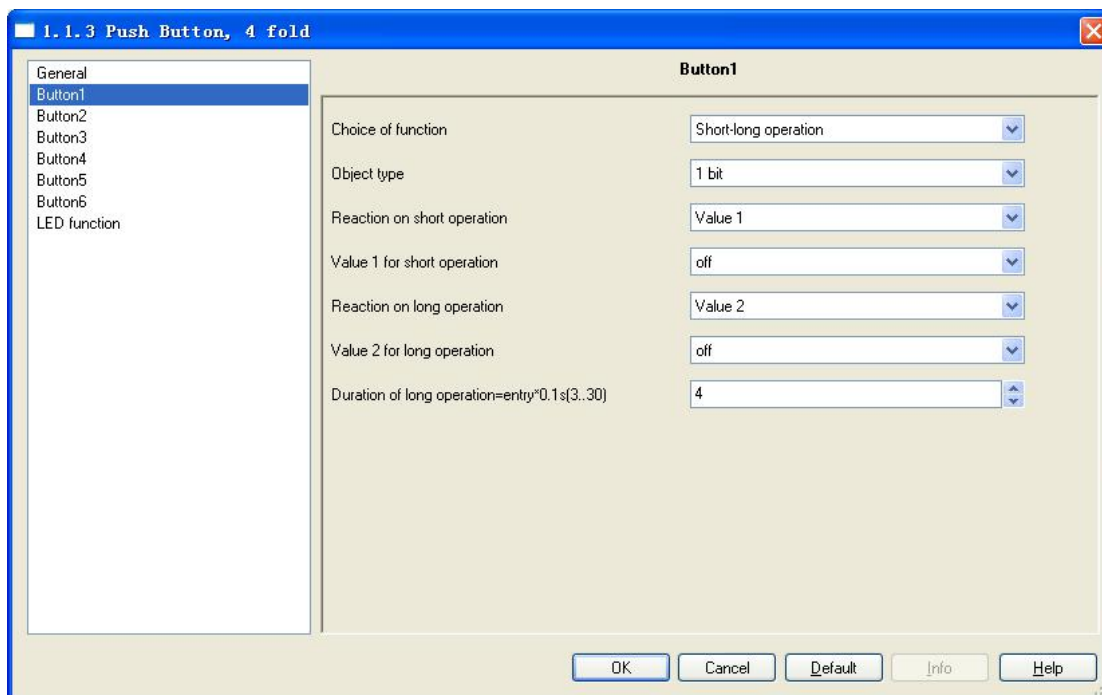 1.1.3 Push Button, 4 fold
General
Button1
Button2
Button3
Button4
Button5
Button6
LED function
Button1
Choice of function Short-long operation
Object type 1 bit
Reaction on short operation Value 1
Value 1 for short operation off
Reaction on long operation Value 2
Value 2 for long operation off
Duration of long operation=entry*0.1s(3..30) 4
OK Cancel Default Info Help